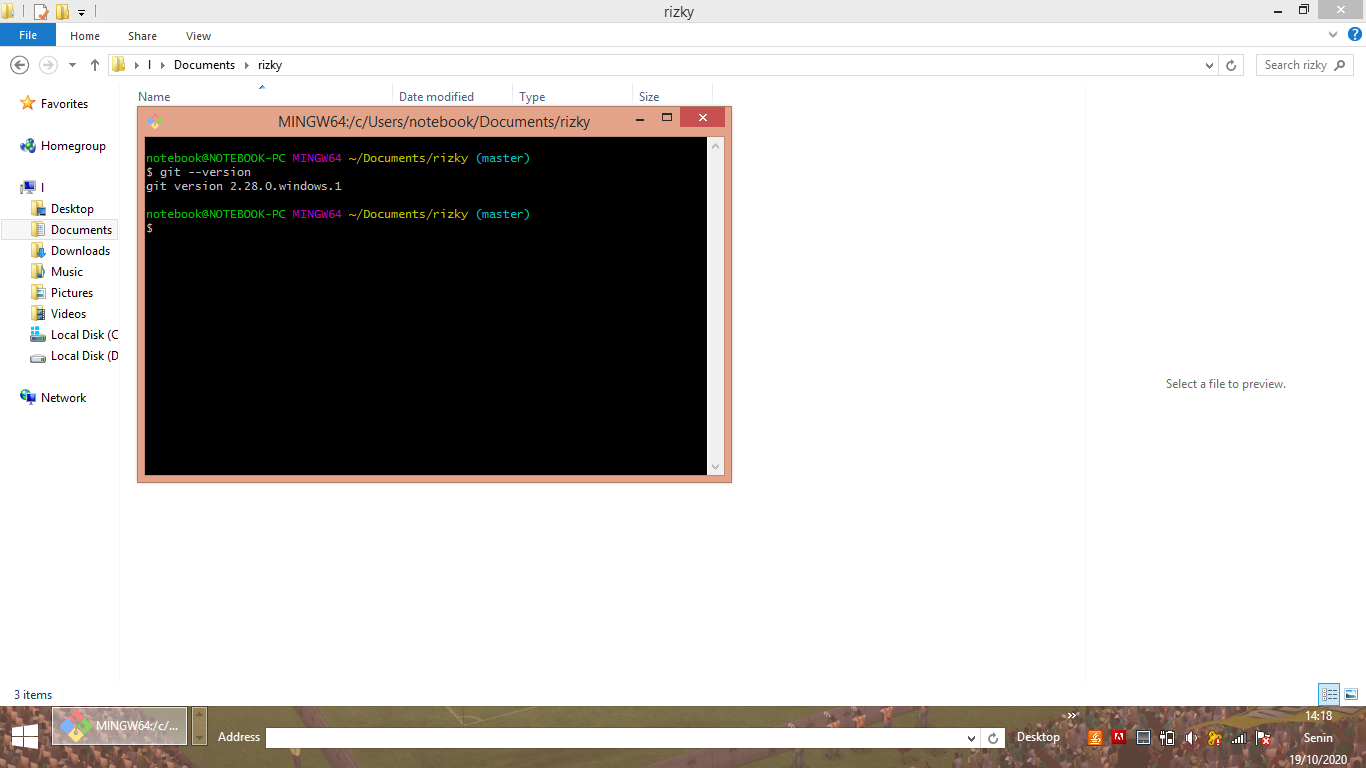 rizky
File
Home
Share
View
I
Documents
rizky
Search rizky
Name
Date modified
Type
Size
Favorites
Homegroup
I
Desktop
Documents
Downloads
Music
Pictures
Videos
Local Disk (C
Local Disk (D
Network
MINGW64:/c/Users/notebook/Documents/rizky
notebook@NOTEBOOK-PC MINGW64 ~/Documents/rizky (master)
$ git --version
git version 2.28.0.windows.1
notebook@NOTEBOOK-PC MINGW64 ~/Documents/rizky (master)
$
Select a file to preview.
3 items
MINGW64:/c/...
Address
Desktop
14:18
Senin
19/10/2020